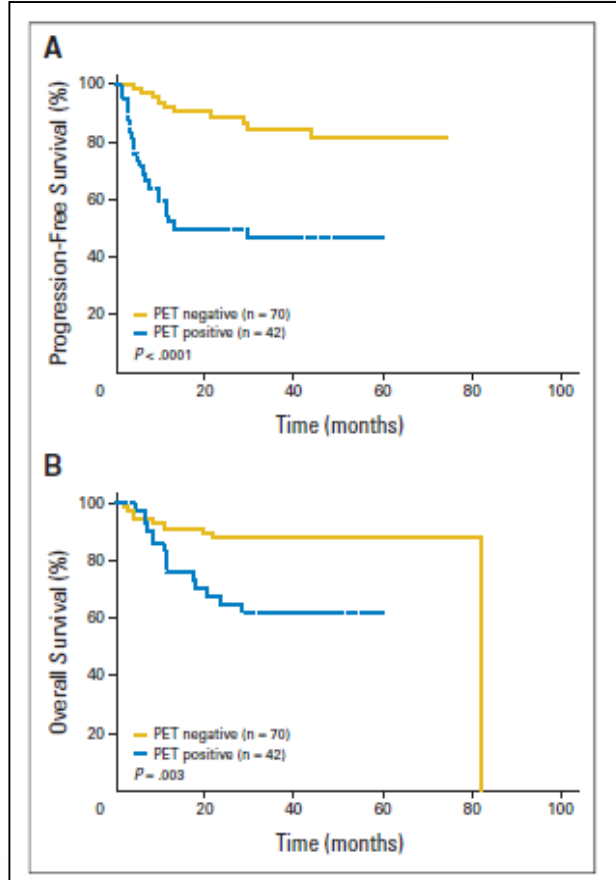 A
Progression-Free Survival (%)
100
80
60
40
20
PET negative (n = 70)
PET positive (n = 42)
P < .0001
0 20 40 60 80 100
Time (months)
B
Overall Survival (%)
100
80
60
40
20
PET negative (n = 70)
PET positive (n = 42)
P = .003
0 20 40 60 80 100
Time (months)